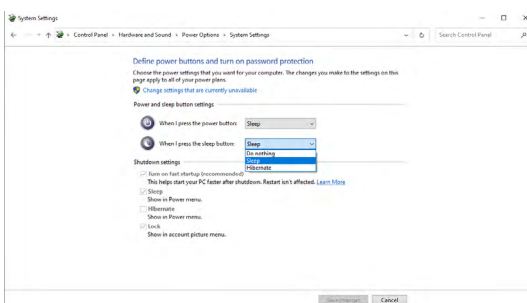 System Settings
Control Panel > Hardware and Sound > Power Options > System Settings
Search Control Panel
Define power buttons and turn on password protection
Choose the power settings that you want for your computer. The changes you make to the settings on this
page apply to all of your power plans.
Change settings that are currently unavailable
Power and sleep button settings
When I press the power button: Sleep
When I press the sleep button: Sleep
Do nothing
Sleep
Hibernate
Shutdown settings
Turn on fast startup (recommended)
This helps start your PC faster after shutdown. Restart isn't affected. Learn More
Sleep
Show in Power menu.
Hibernate
Show in Power menu.
Lock
Show in account picture menu.
Save changes Cancel